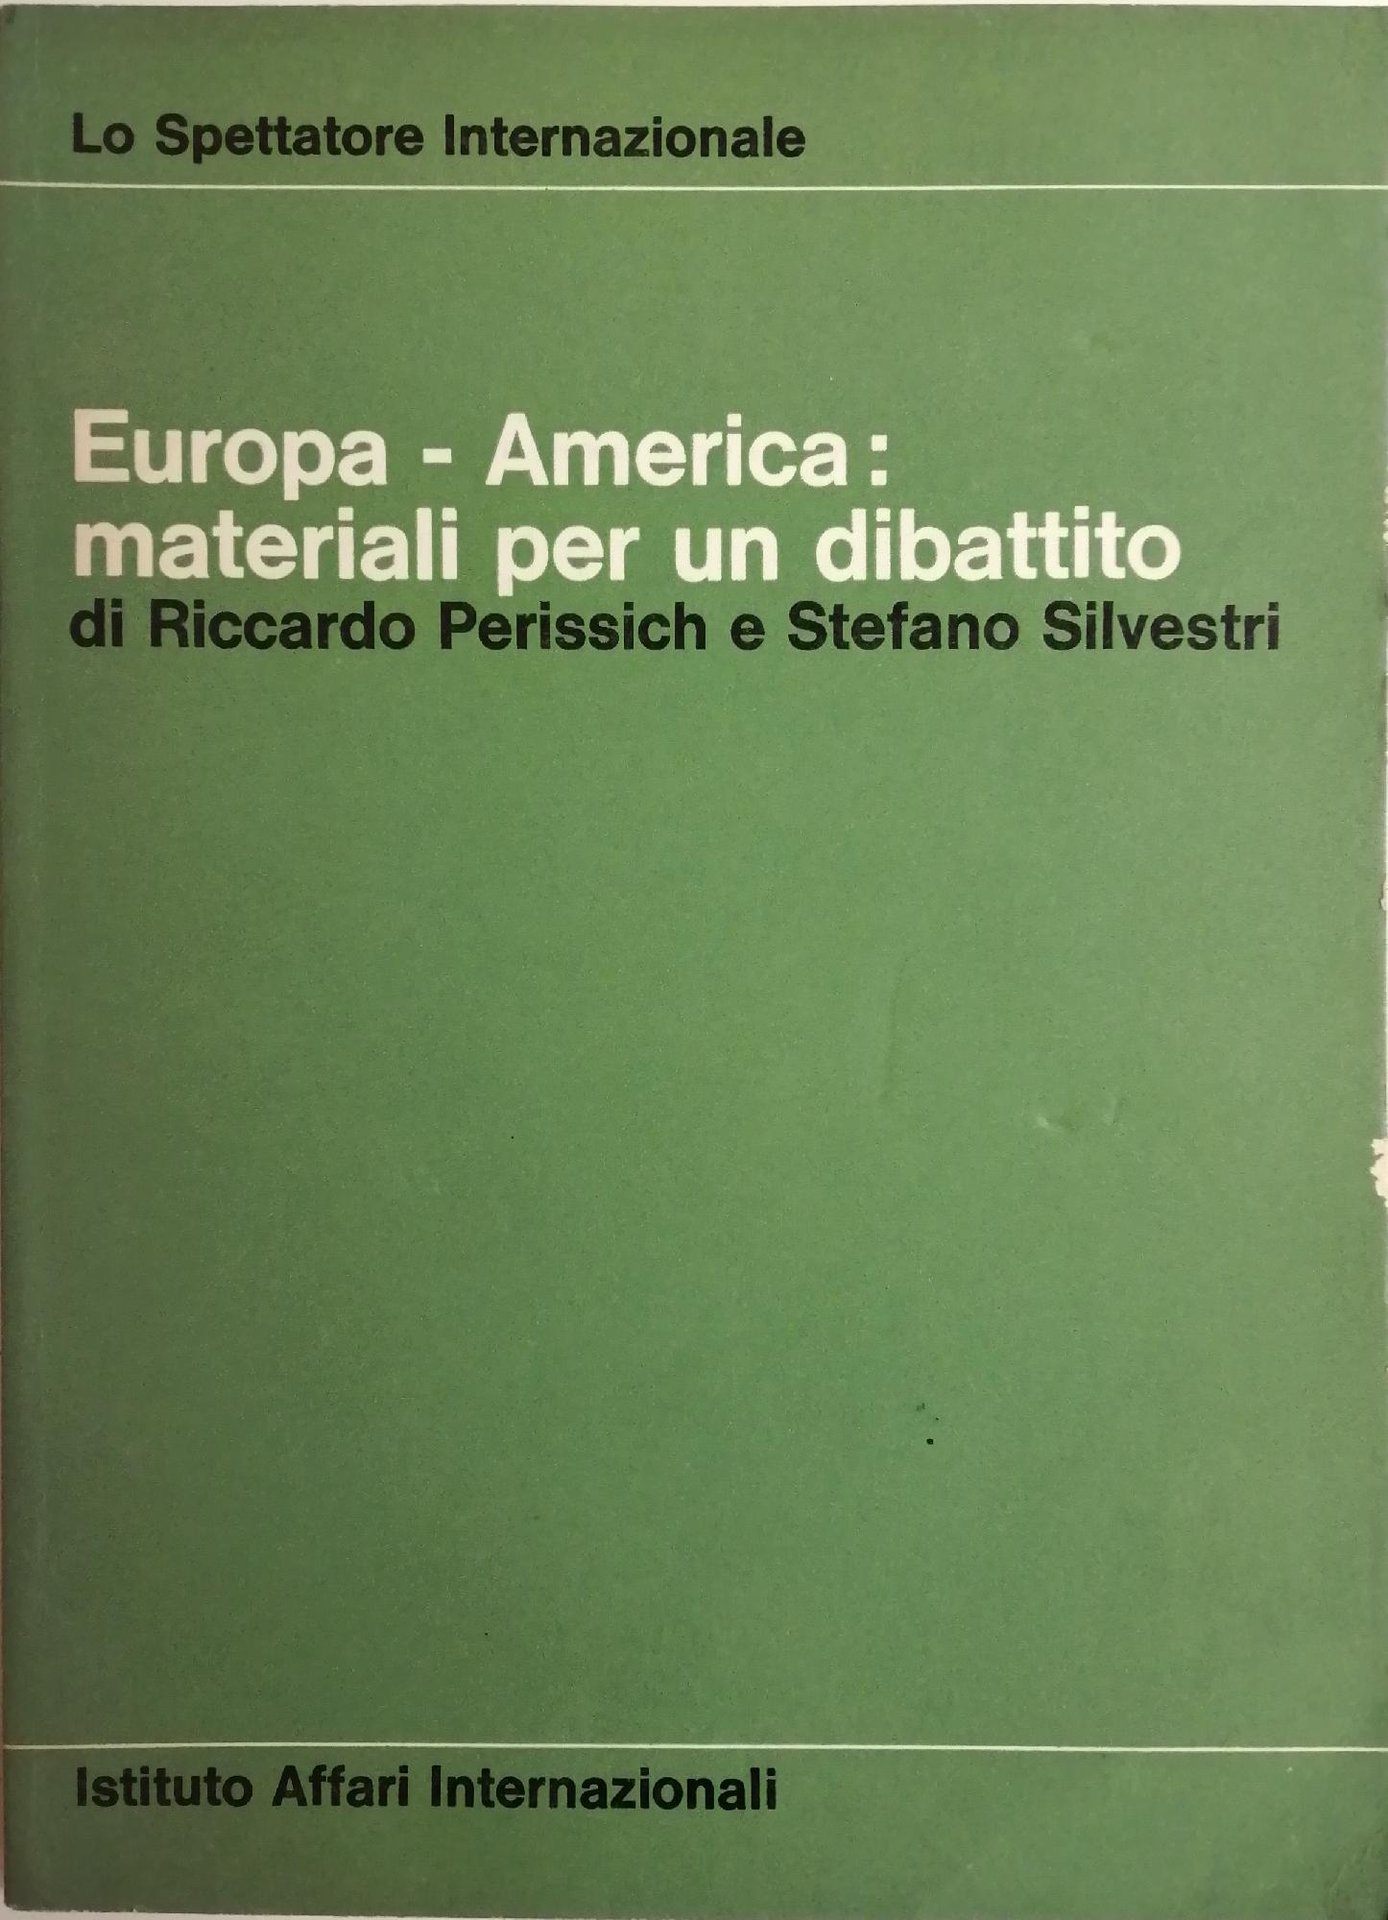 Lo Spettatore Internazionale
Europa - America:
materiali per un dibattito
di Riccardo Perissich e Stefano Silvestri
Istituto Affari Internazionali